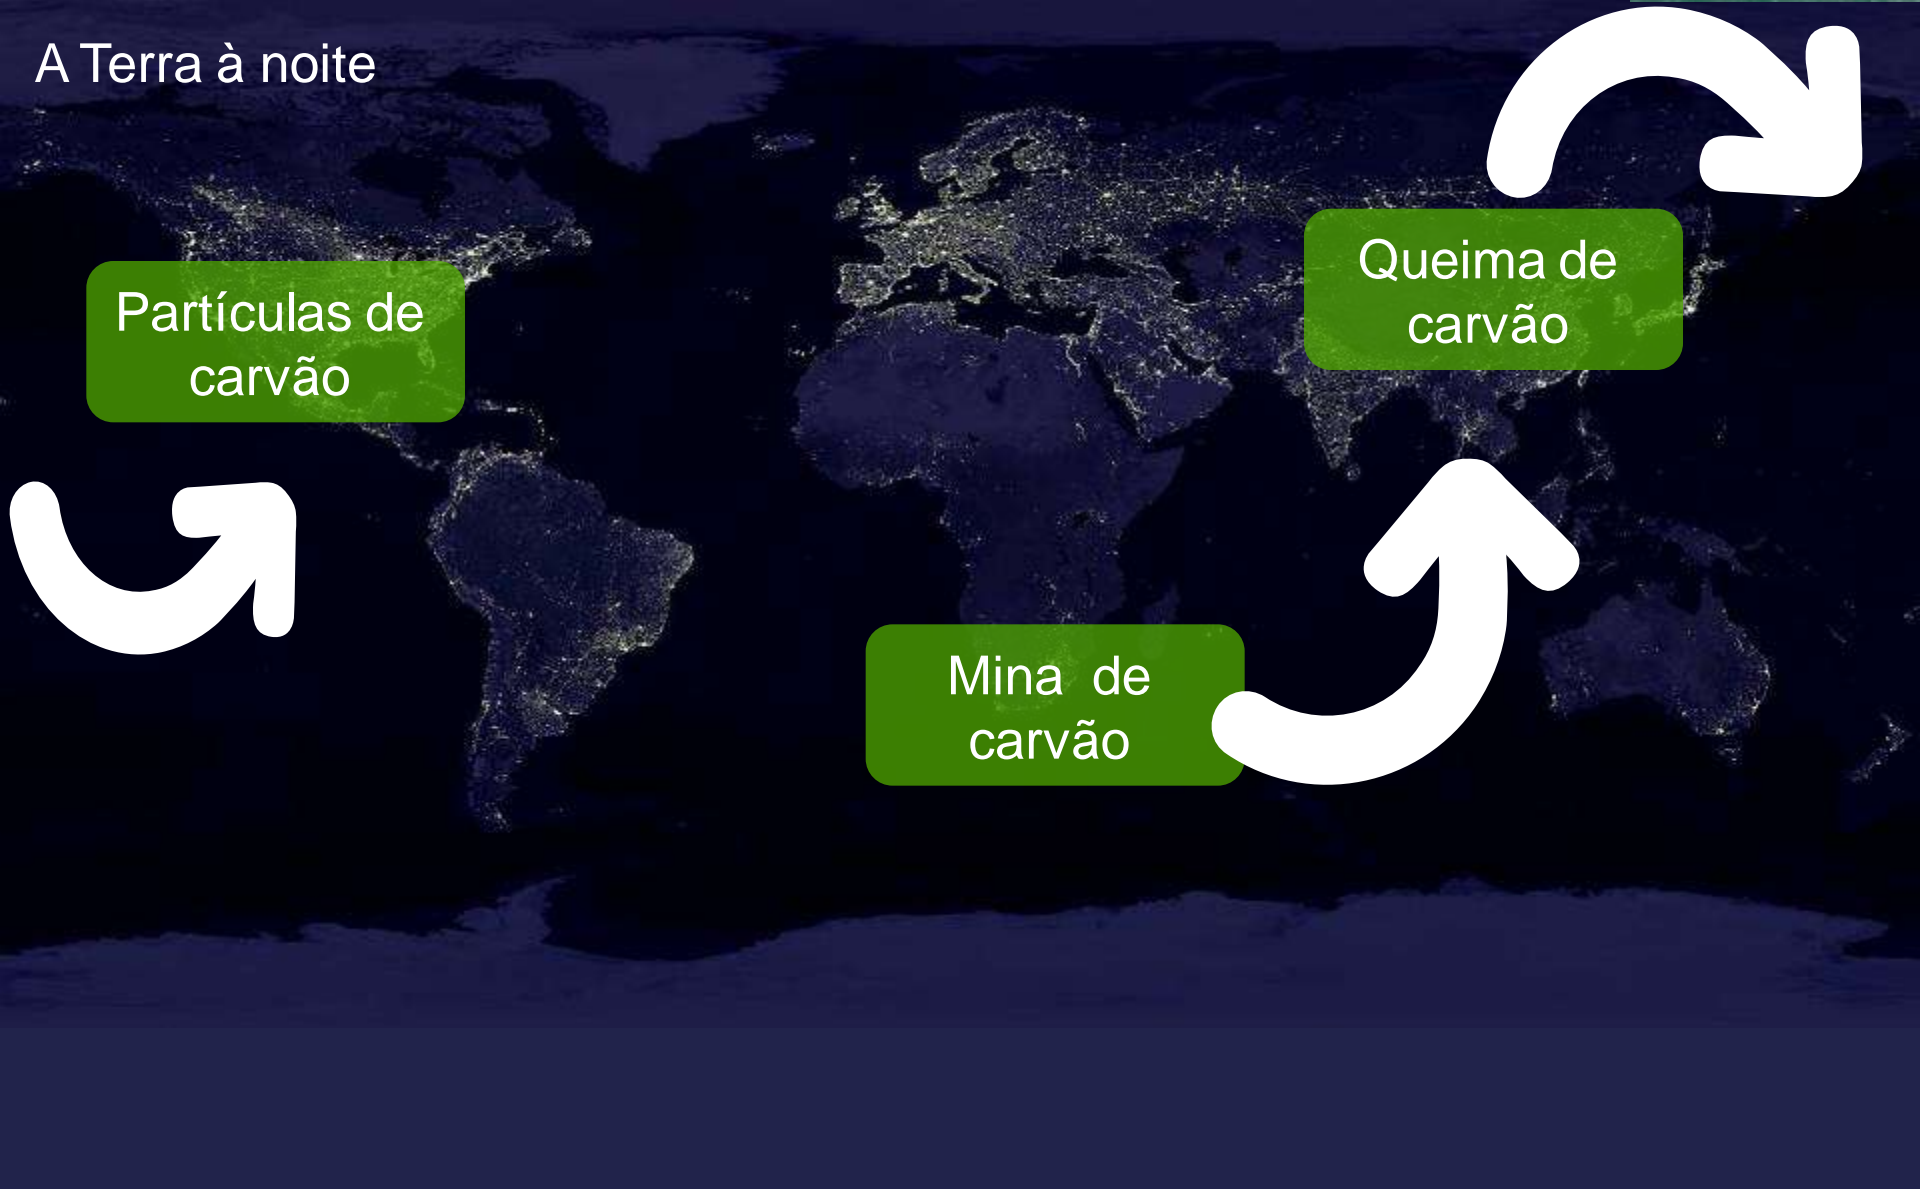 A Terra à noite
Partículas de
carvão
Queima de
carvão
Mina  de
carvão